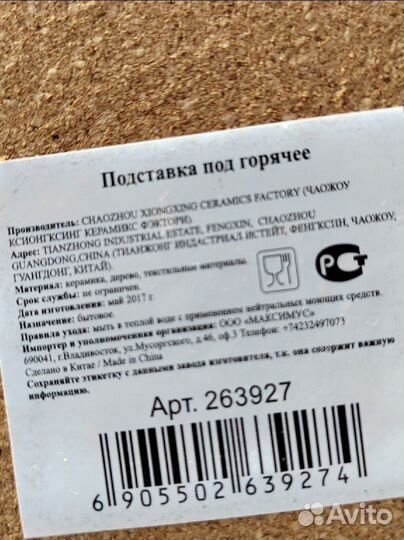 Подставка под горячее
Производитель: CHAOZHOU XIONGXING CERAMICS FACTORY (ЧАОЖОУ
КСИОНГКСИНГ КЕРАМИКС ФЭКТОРИ).
Адрес: TIANZHONG INDUSTRIAL ESTATE, FENGXIN, CHAOZHOU,
GUANGDONG,CHINA (ТИАНЖОНГ ИНДАСТРИАЛ ИСТЕЙТ, ФЕНГКСИН, ЧАОЖОУ,
ГУАНГДОНГ, КИТАЙ).
Материал: керамика, дерево, текстильные материалы.
Срок службы: не ограничен.
Дата изготовления: май 2017 г.
Назначение: бытовое.
Правила ухода: мыть в теплой воде с применением нейтральных моющих средств.
Импортер и уполномоченная организация: ООО «МАКСИМУС»
690041, г.Владивосток, ул.Мусоргского, д.46, оф.3 Телефон: +74232497073
Сделано в Китае / Made in China
Сохраняйте этикетку с данными завода изготовителя, т.к. она содержит важную
информацию.
РСТ
Арт. 263927
6 905502 639274
Avito